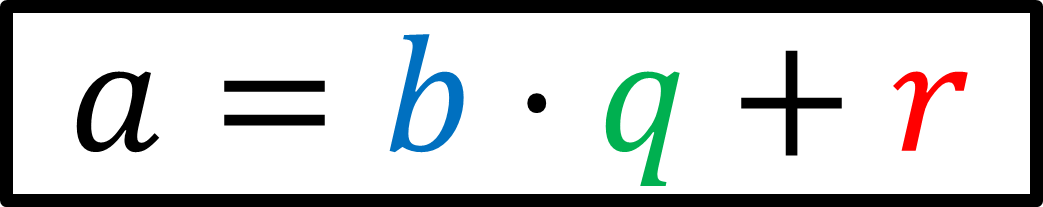 a = b · q + r